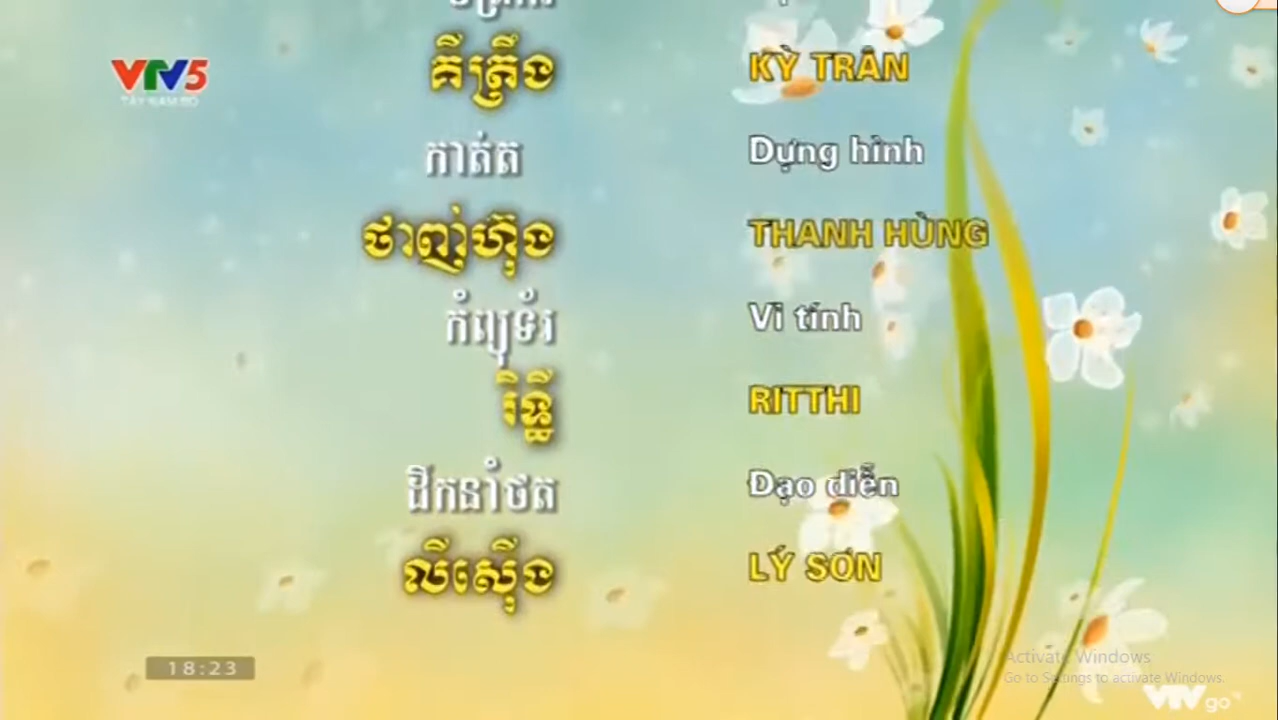 VTV5
TÂY NAM BỘ
គីត្រឹង
KỲ TRÂN
កាត់ត
Dựng hình
ថាញ់ហ៊ុង
THANH HÙNG
កំព្យូទ័រ
Vi tính
រិទ្ធី
RITTHI
ដឹកនាំថត
Đạo diễn
លីស៊ើង
LÝ SƠN
18:23
Activate Windows
Go to Settings to activate Windows.
VTVgo